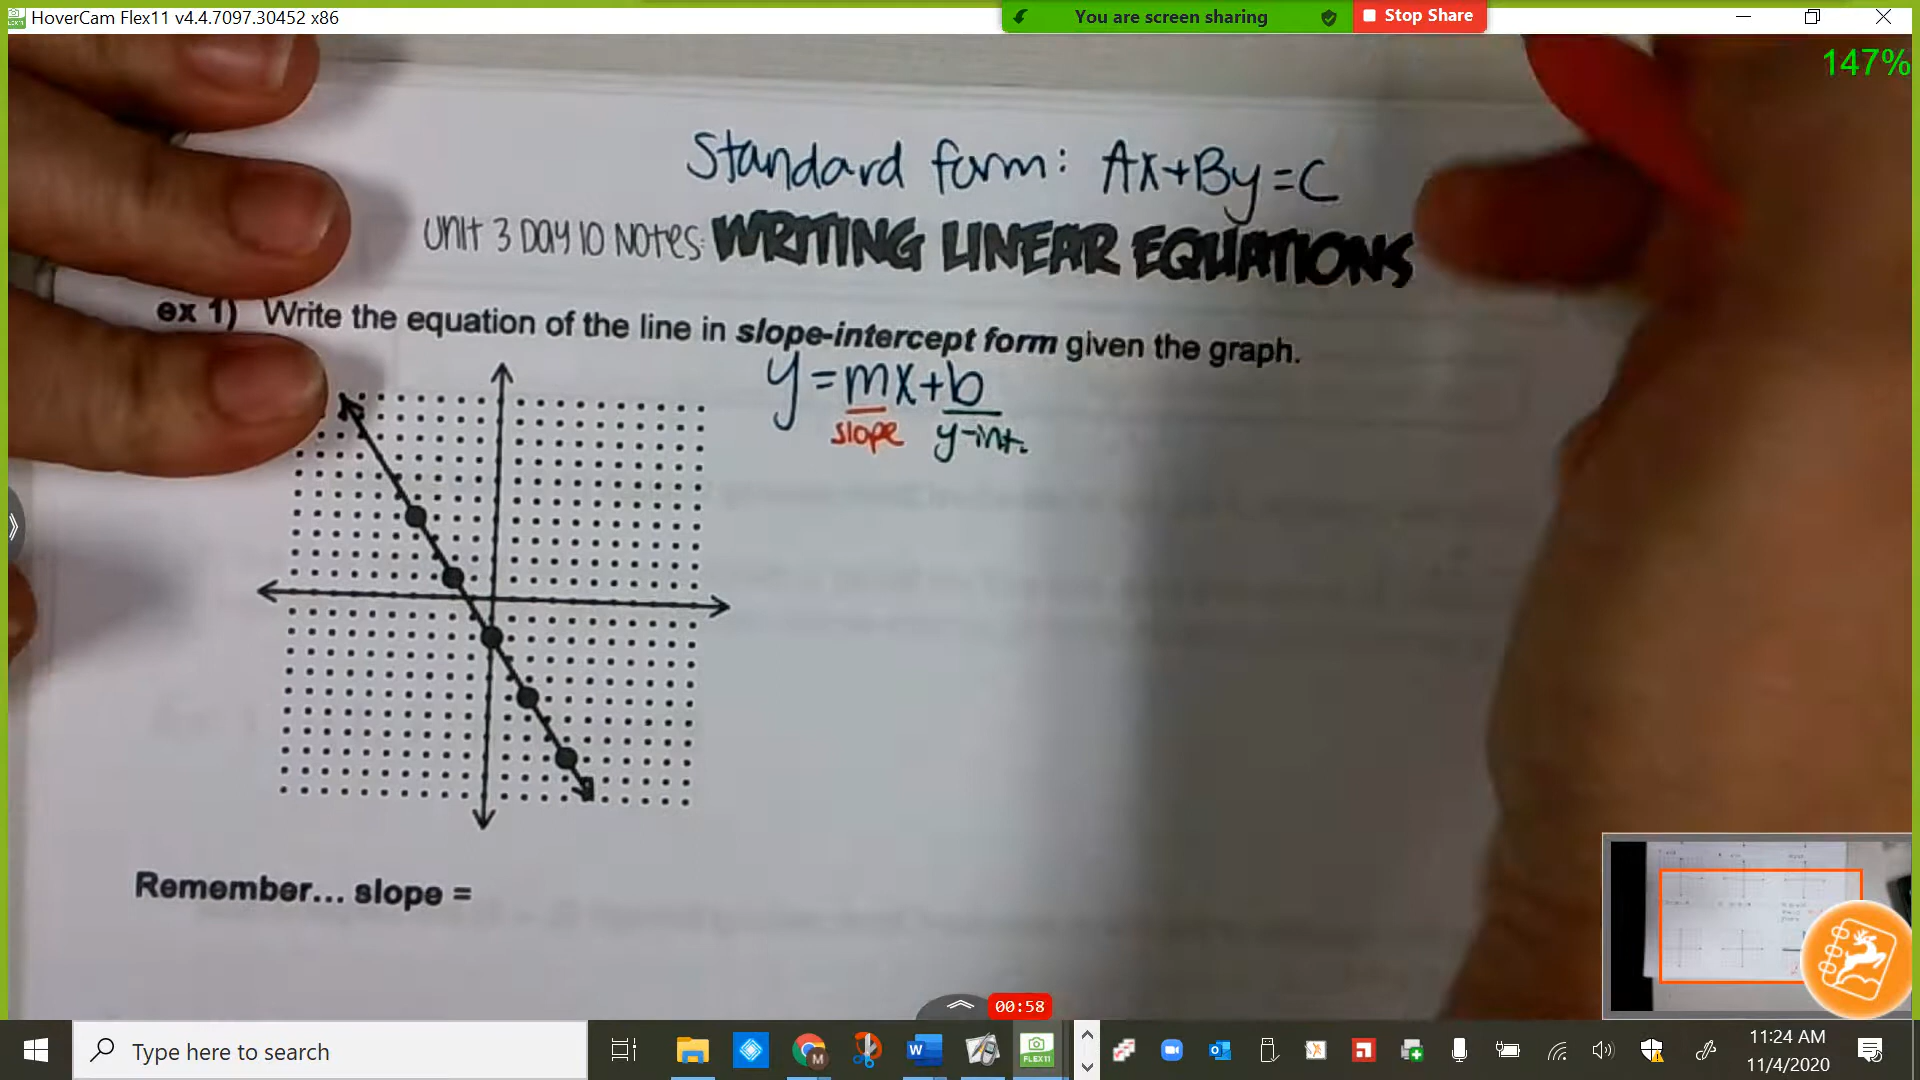 HoverCam Flex11 v4.4.7097.30452 x86
You are screen sharing
Stop Share
147%
Standard form: Ax+By=C
Unit 3 Day 10 Notes: WRITING LINEAR EQUATIONS
ex 1) Write the equation of the line in slope-intercept form given the graph.
y=mx+b
slope y-int.
Remember... slope =
00:58
Type here to search
FLEX11
11:24 AM
11/4/2020